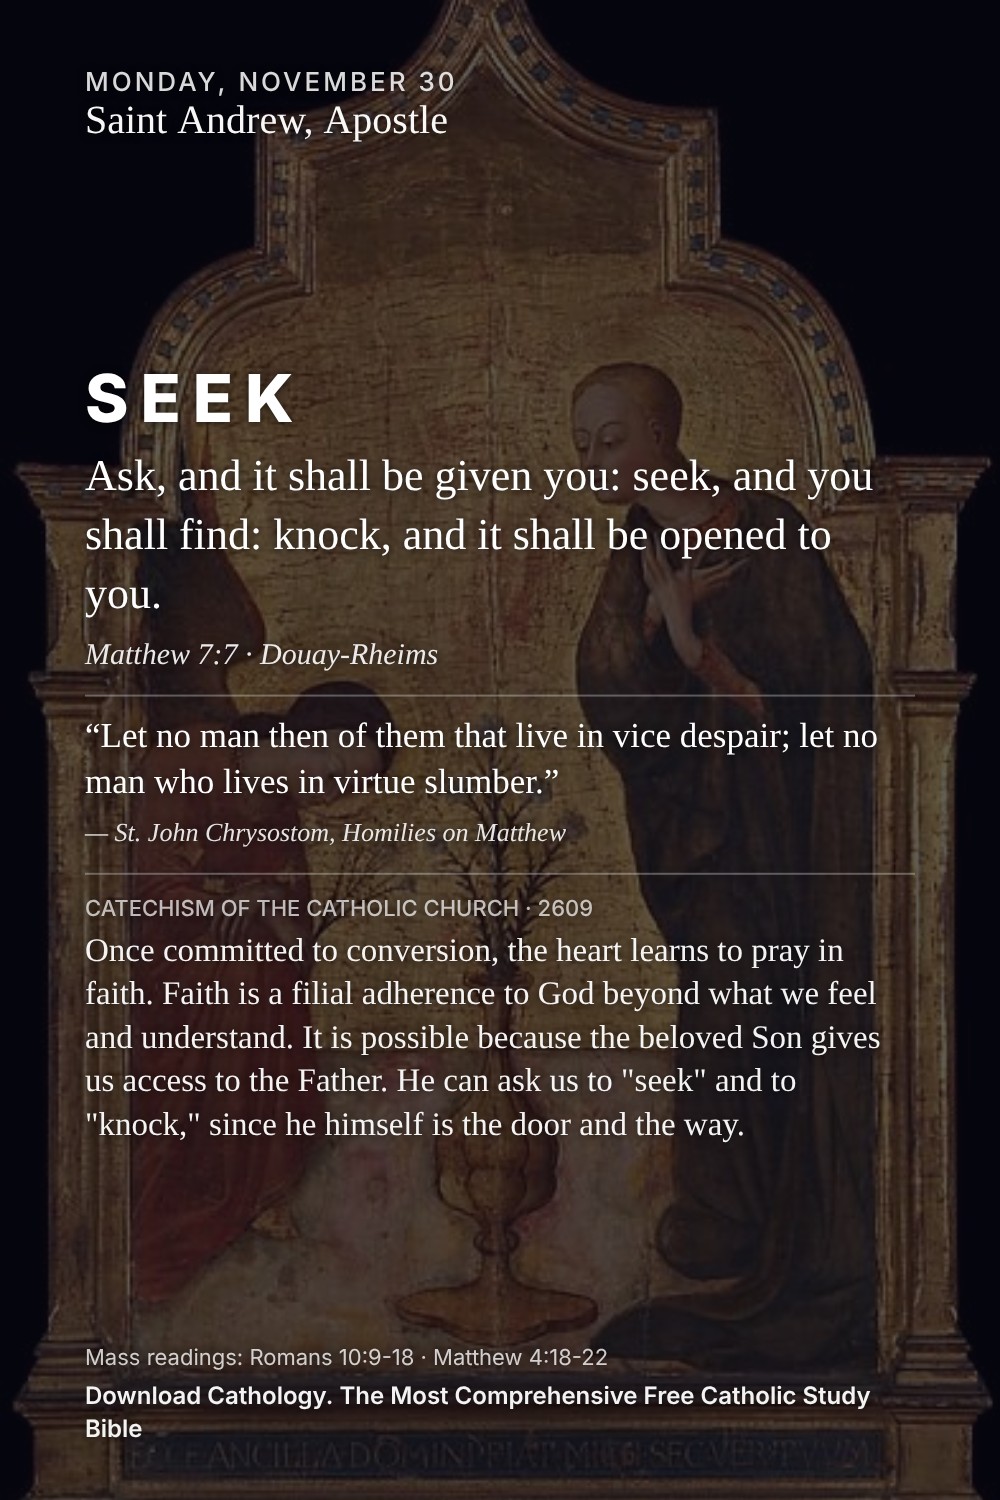 MONDAY, NOVEMBER 30
Saint Andrew, Apostle
SEEK
Ask, and it shall be given you: seek, and you
shall find: knock, and it shall be opened to
you.
Matthew 7:7 · Douay-Rheims
“Let no man then of them that live in vice despair; let no
man who lives in virtue slumber.”
— St. John Chrysostom, Homilies on Matthew
CATECHISM OF THE CATHOLIC CHURCH · 2609
Once committed to conversion, the heart learns to pray in
faith. Faith is a filial adherence to God beyond what we feel
and understand. It is possible because the beloved Son gives
us access to the Father. He can ask us to "seek" and to
"knock," since he himself is the door and the way.
Mass readings: Romans 10:9-18 · Matthew 4:18-22
Download Cathology. The Most Comprehensive Free Catholic Study
Bible
ANCILLA